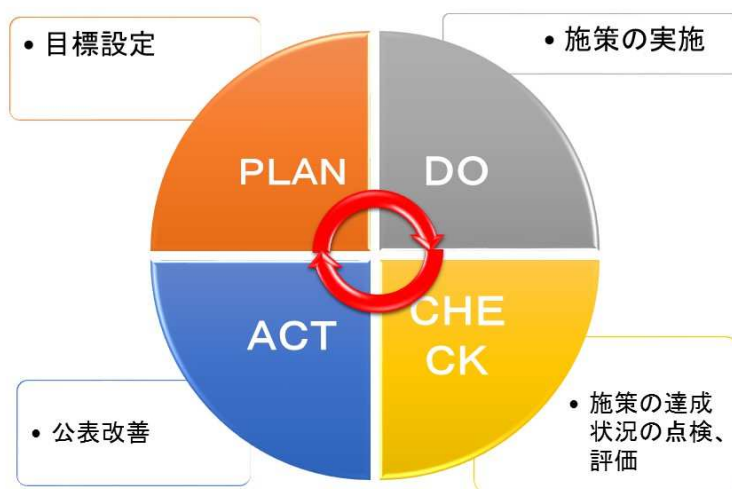 • 目標設定
• 施策の実施
PLAN
DO
ACT
CHE
CK
• 公表改善
• 施策の達成
状況の点検、
評価